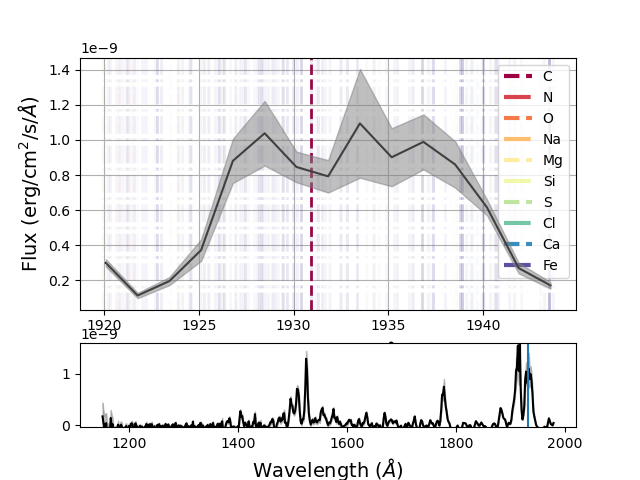 1e−9
1.4
1.2
1.0
0.8
0.6
0.4
0.2
Flux (erg/cm²/s/Å)
C
N
O
Na
Mg
Si
S
Cl
Ca
Fe
1920 1925 1930 1935 1940
1e−9
1
0
1200 1400 1600 1800 2000
Wavelength (Å)